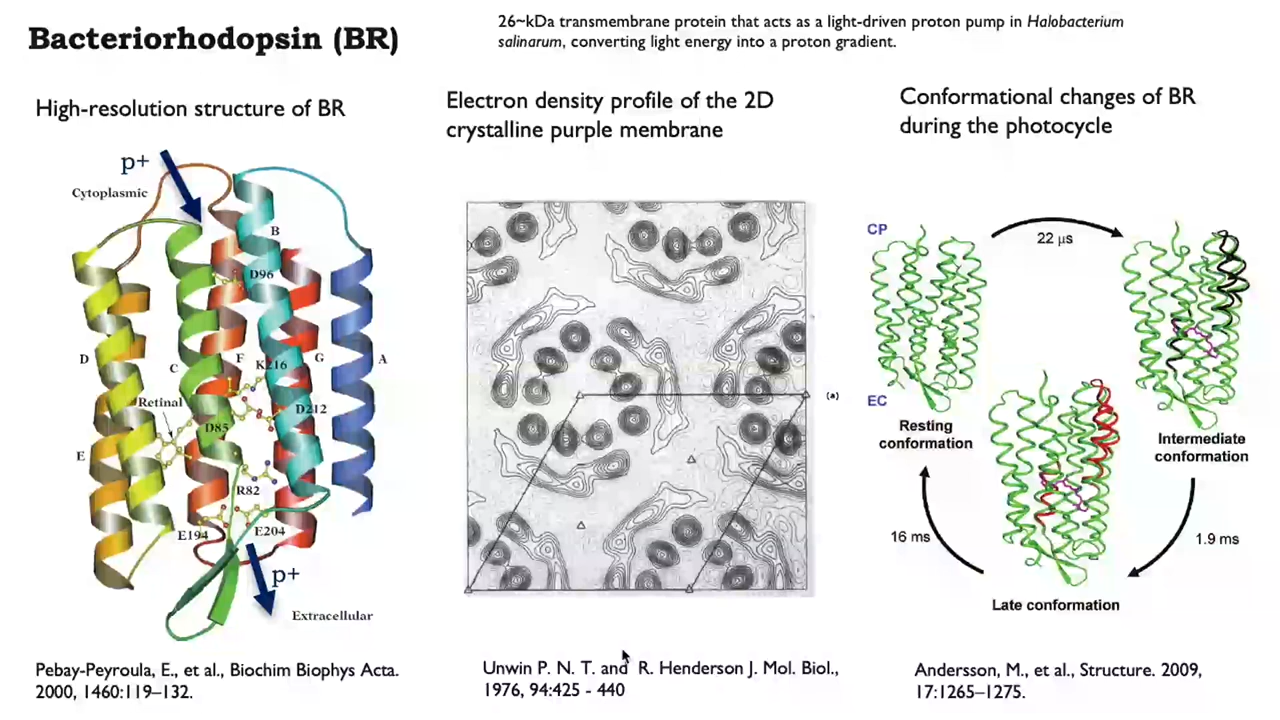 Bacteriorhodopsin (BR)
26~kDa transmembrane protein that acts as a light-driven proton pump in Halobacterium
salinarum, converting light energy into a proton gradient.
High-resolution structure of BR
p+
Cytoplasmic
B
D96
D
C
F
K216
G
A
Retinal
D85
D212
E
R82
E194
E204
p+
Extracellular
Pebay-Peyroula, E., et al., Biochim Biophys Acta.
2000, 1460:119–132.
Electron density profile of the 2D
crystalline purple membrane
(a)
Unwin P. N. T. and R. Henderson J. Mol. Biol.,
1976, 94:425 - 440
Conformational changes of BR
during the photocycle
CP
22 µs
EC
Resting
conformation
Intermediate
conformation
16 ms
1.9 ms
Late conformation
Andersson, M., et al., Structure. 2009,
17:1265–1275.